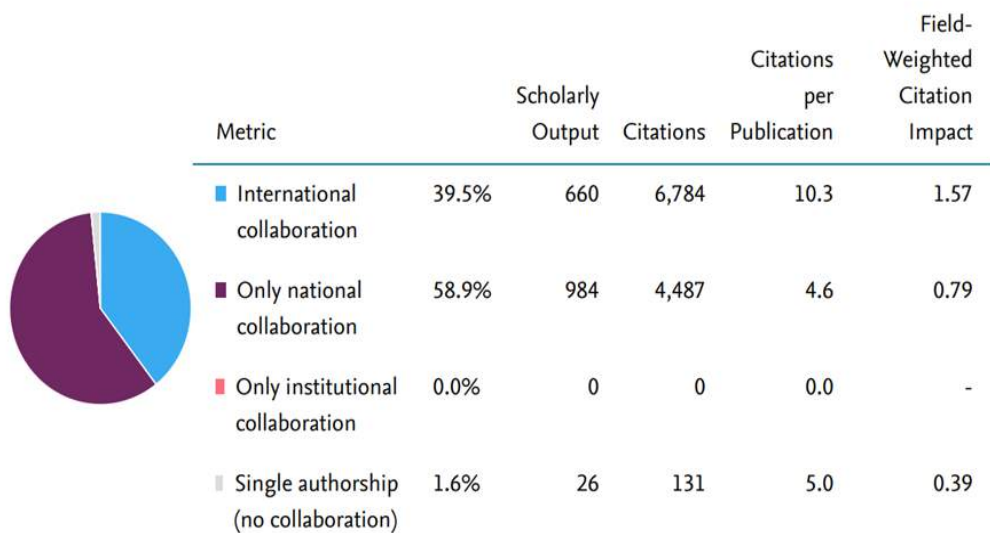 Field-
Weighted
Citation
Impact
Citations
per
Publication
Scholarly
Output
Citations
Metric
International 39.5% 660 6,784 10.3 1.57
collaboration
Only national 58.9% 984 4,487 4.6 0.79
collaboration
Only institutional 0.0% 0 0 0.0 -
collaboration
Single authorship 1.6% 26 131 5.0 0.39
(no collaboration)